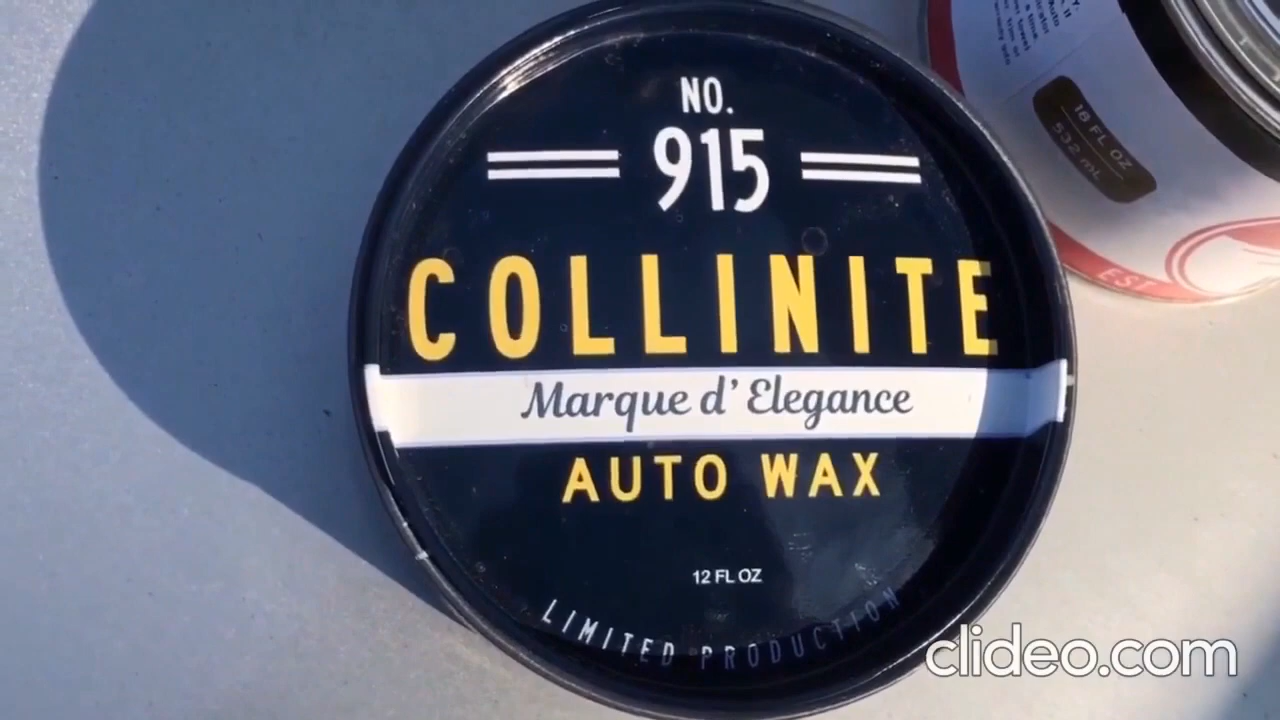 NO.
915
COLLINITE
Marque d' Elegance
AUTO WAX
12 FL OZ
LIMITED PRODUCTION
18 FL OZ
532 mL
EST
clideo.com